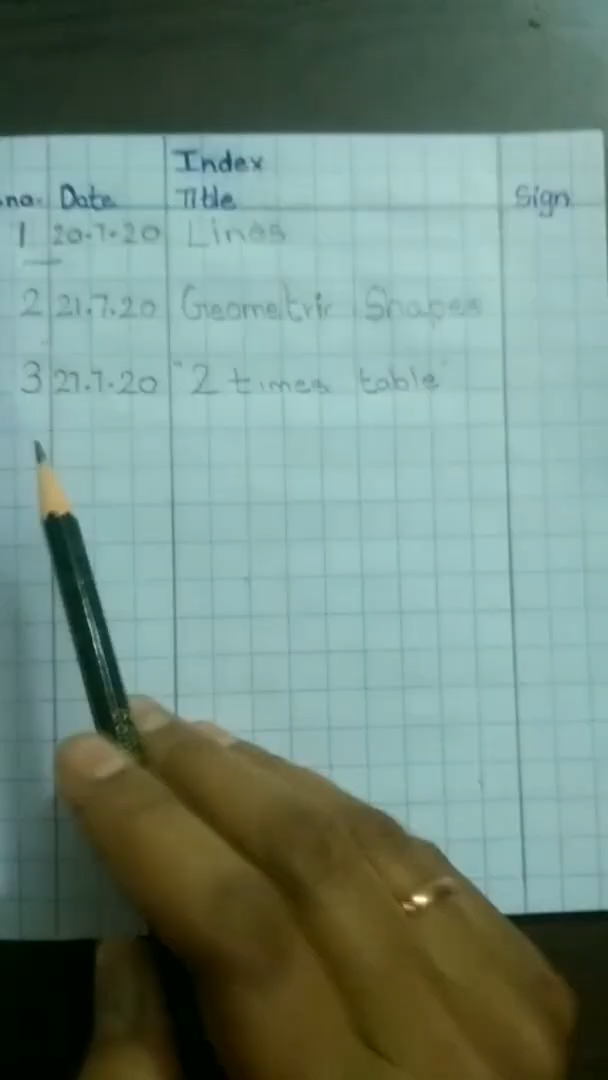 Index
.no. Date Title Sign
1 20.7.20 Lines
2 21.7.20 Geometric Shapes
3 27.7.20 "2 times table"